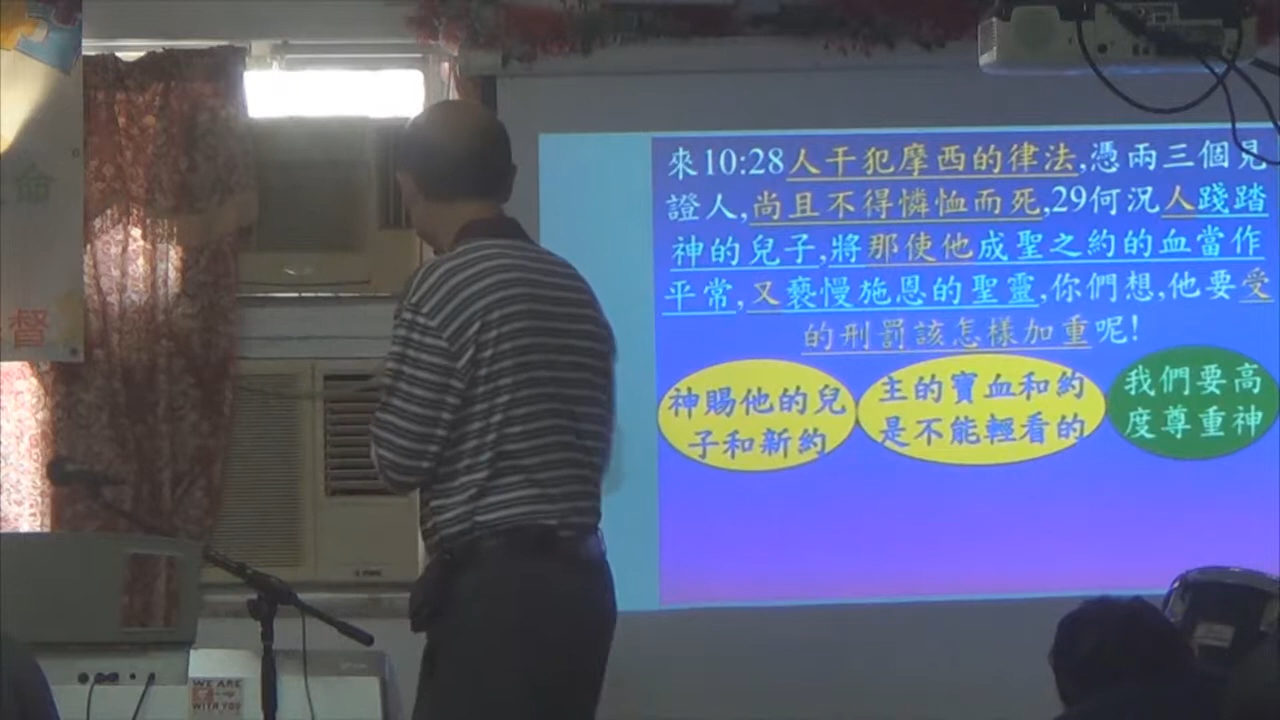 命
督
來10:28人干犯摩西的律法,憑兩三個見
證人,尚且不得憐恤而死,29何況人踐踏
神的兒子,將那使他成聖之約的血當作
平常,又褻慢施恩的聖靈,你們想,他要受
的刑罰該怎樣加重呢!
神賜他的兒
子和新約
主的寶血和約
是不能輕看的
我們要高
度尊重神
WE ARE
WITH YOU